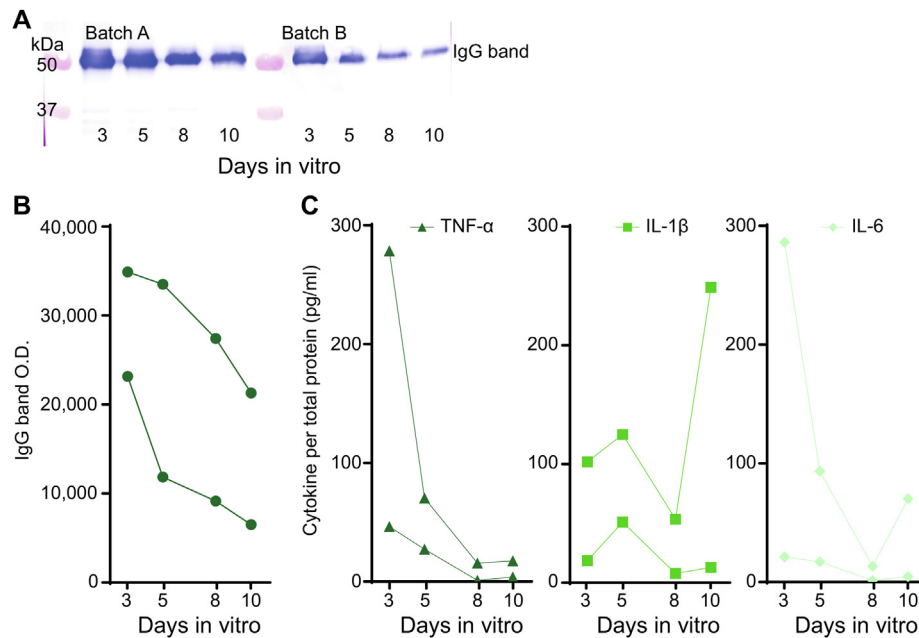 A
kDa
Batch A
Batch B
IgG band
50
37
3 5 8 10
3 5 8 10
Days in vitro
B
IgG band O.D.
40,000
30,000
20,000
10,000
0
3 5 8 10
Days in vitro
C
Cytokine per total protein (pg/ml)
TNF-α
300
200
100
0
3 5 8 10
Days in vitro
IL-1β
300
200
100
0
3 5 8 10
Days in vitro
IL-6
300
200
100
0
3 5 8 10
Days in vitro